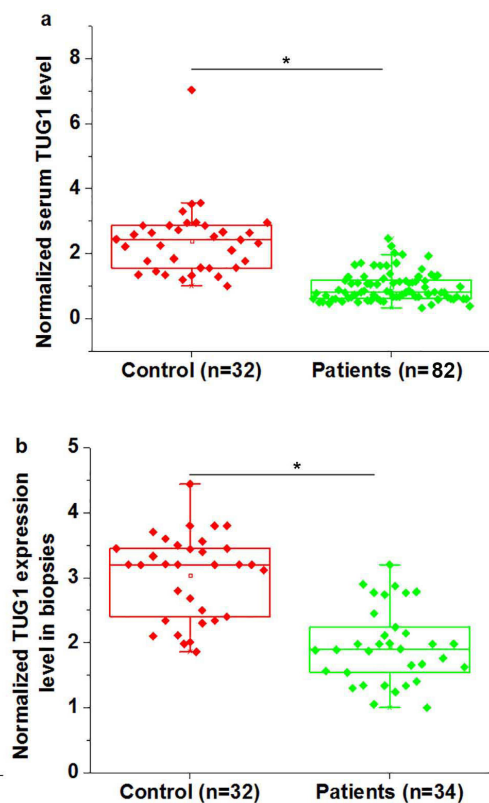 a
Normalized serum TUG1 level
8
6
4
2
0
*
Control (n=32)
Patients (n=82)
b
Normalized TUG1 expression
level in biopsies
5
4
3
2
1
0
*
Control (n=32)
Patients (n=34)